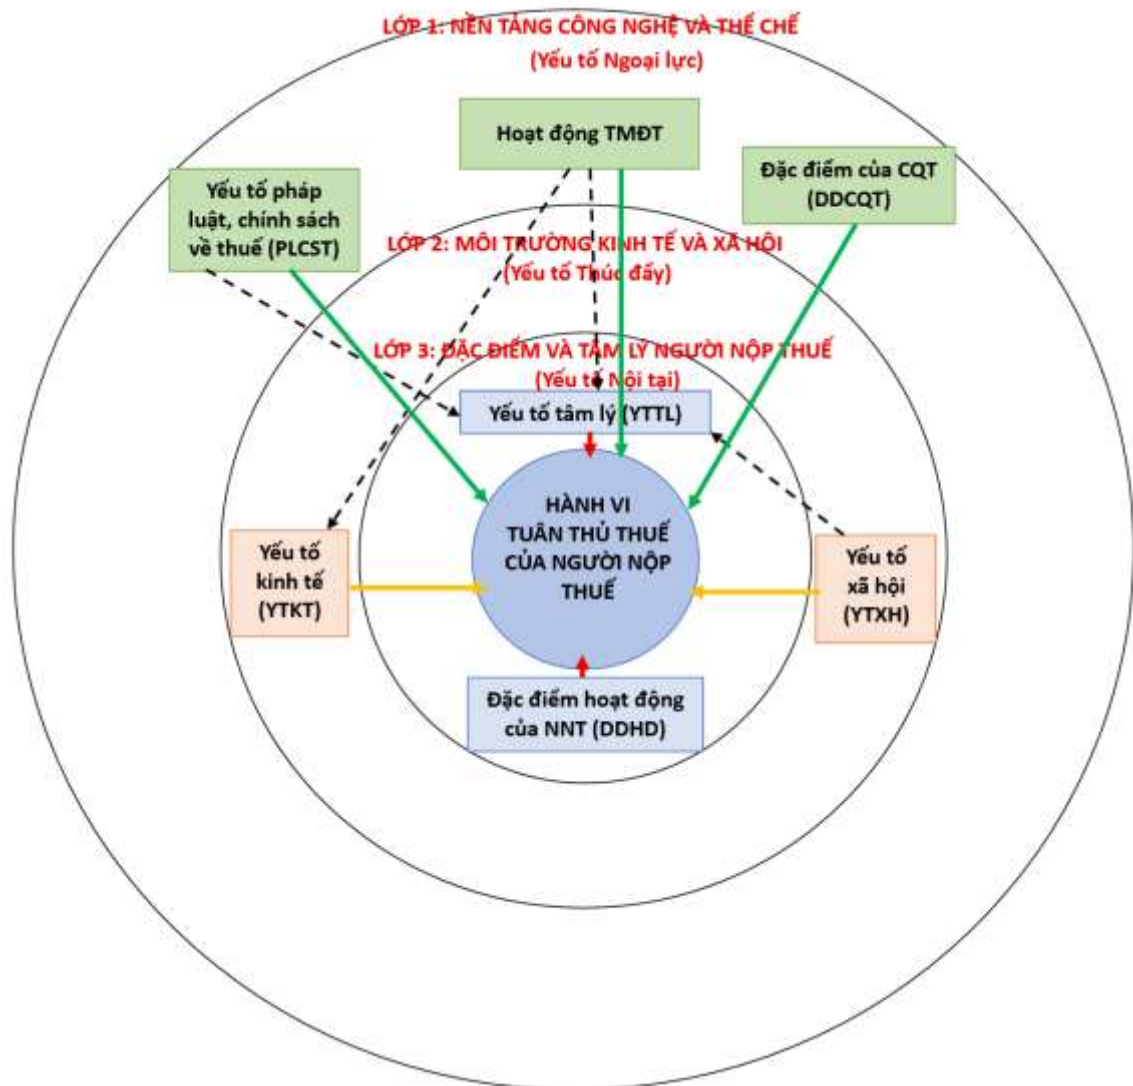 LỚP 1: NỀN TẢNG CÔNG NGHỆ VÀ THỂ CHẾ
(Yếu tố Ngoại lực)
Hoạt động TMĐT
Đặc điểm của CQT
(DDCQT)
Yếu tố pháp
luật, chính sách
về thuế (PLCST)
LỚP 2: MÔI TRƯỜNG KINH TẾ VÀ XÃ HỘI
(Yếu tố Thúc đẩy)
LỚP 3: ĐẶC ĐIỂM VÀ TÂM LÝ NGƯỜI NỘP THUẾ
(Yếu tố Nội tại)
Yếu tố tâm lý (YTTL)
HÀNH VI
TUÂN THỦ THUẾ
CỦA NGƯỜI NỘP
THUẾ
Yếu tố
kinh tế
(YTKT)
Yếu tố
xã hội
(YTXH)
Đặc điểm hoạt động
của NNT (DDHD)